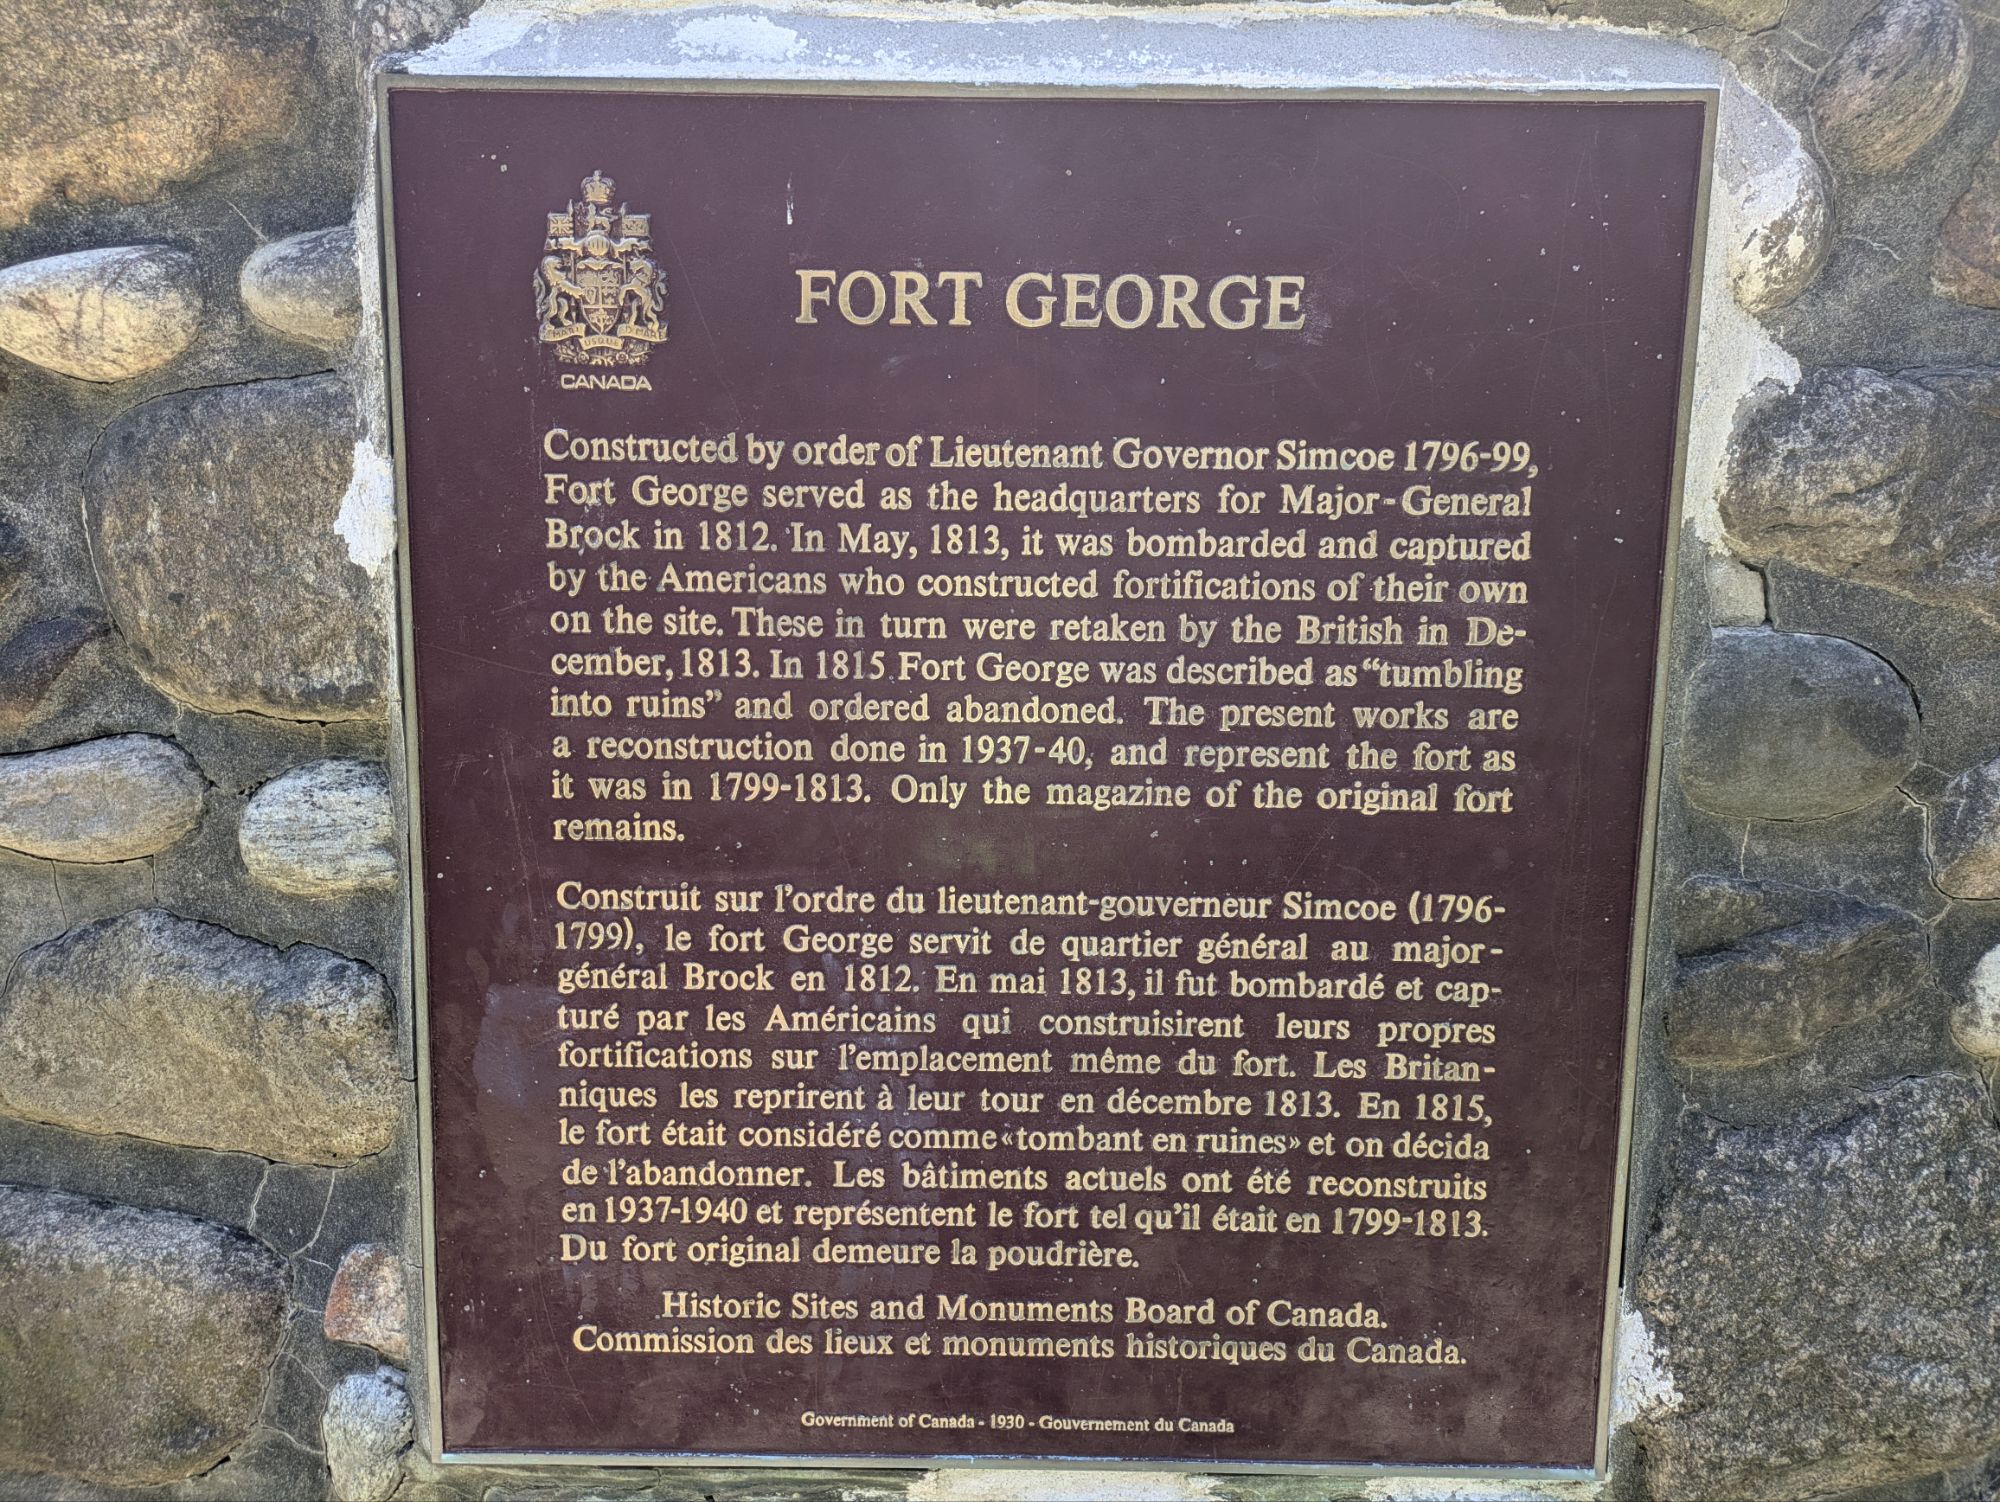 FORT GEORGE
A MARI USQUE AD MARE
CANADA
Constructed by order of Lieutenant Governor Simcoe 1796-99,
Fort George served as the headquarters for Major-General
Brock in 1812. In May, 1813, it was bombarded and captured
by the Americans who constructed fortifications of their own
on the site. These in turn were retaken by the British in De-
cember, 1813. In 1815 Fort George was described as "tumbling
into ruins" and ordered abandoned. The present works are
a reconstruction done in 1937-40, and represent the fort as
it was in 1799-1813. Only the magazine of the original fort
remains.
Construit sur l'ordre du lieutenant-gouverneur Simcoe (1796-
1799), le fort George servit de quartier général au major-
général Brock en 1812. En mai 1813, il fut bombardé et cap-
turé par les Américains qui construisirent leurs propres
fortifications sur l'emplacement même du fort. Les Britan-
niques les reprirent à leur tour en décembre 1813. En 1815,
le fort était considéré comme «tombant en ruines» et on décida
de l'abandonner. Les bâtiments actuels ont été reconstruits
en 1937-1940 et représentent le fort tel qu'il était en 1799-1813.
Du fort original demeure la poudrière.
Historic Sites and Monuments Board of Canada.
Commission des lieux et monuments historiques du Canada.
Government of Canada - 1930 - Gouvernement du Canada